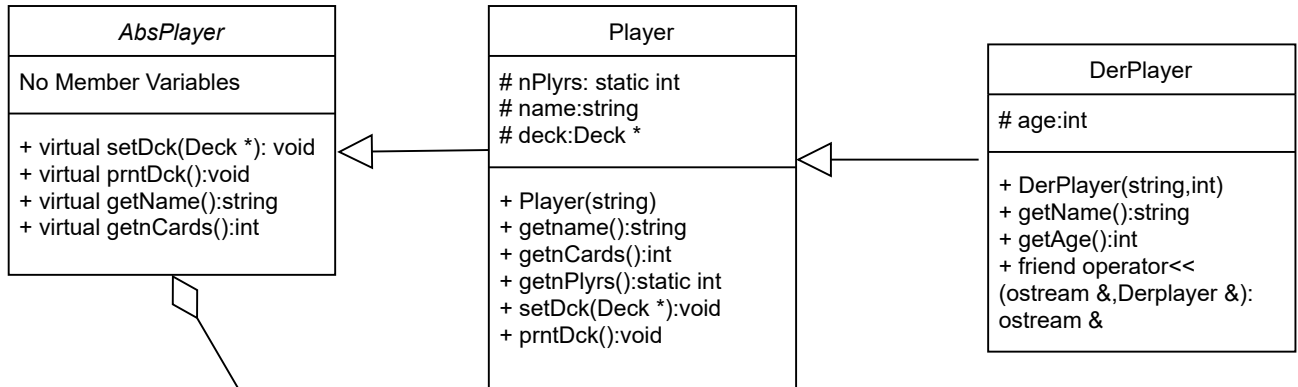 AbsPlayer
No Member Variables
+ virtual setDck(Deck *): void
+ virtual prntDck():void
+ virtual getName():string
+ virtual getnCards():int
Player
# nPlyrs: static int
# name:string
# deck:Deck *
+ Player(string)
+ getname():string
+ getnCards():int
+ getnPlyrs():static int
+ setDck(Deck *):void
+ prntDck():void
DerPlayer
# age:int
+ DerPlayer(string,int)
+ getName():string
+ getAge():int
+ friend operator<<
(ostream &,Derplayer &):
ostream &